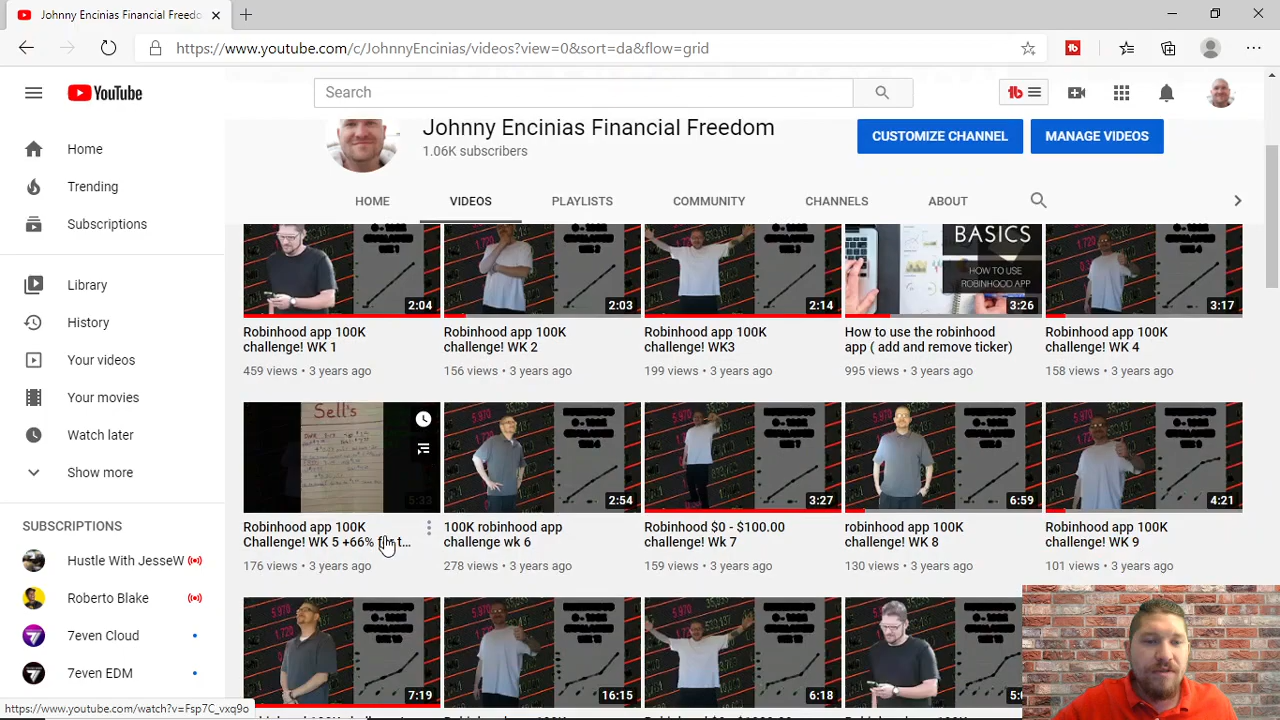 Johnny Encinias Financial Freedom
https://www.youtube.com/c/JohnnyEncinias/videos?view=0&sort=da&flow=grid
YouTube
Search
Home
Trending
Subscriptions
Library
History
Your videos
Your movies
Watch later
Show more
SUBSCRIPTIONS
Hustle With JesseW
Roberto Blake
7even Cloud
7even EDM
Johnny Encinias Financial Freedom
1.06K subscribers
CUSTOMIZE CHANNEL
MANAGE VIDEOS
HOME
VIDEOS
PLAYLISTS
COMMUNITY
CHANNELS
ABOUT
2:04
Robinhood app 100K
challenge! WK 1
459 views • 3 years ago
2:03
Robinhood app 100K
challenge! WK 2
156 views • 3 years ago
2:14
Robinhood app 100K
challenge! WK3
199 views • 3 years ago
BASICS
HOW TO USE
ROBINHOOD APP
3:26
How to use the robinhood
app ( add and remove ticker)
995 views • 3 years ago
3:17
Robinhood app 100K
challenge! WK 4
158 views • 3 years ago
Sell's
5:33
Robinhood app 100K
Challenge! WK 5 +66%
176 views • 3 years ago
2:54
100K robinhood app
challenge wk 6
278 views • 3 years ago
5.970
3:27
Robinhood $0 - $100.00
challenge! Wk 7
159 views • 3 years ago
6:59
robinhood app 100K
challenge! WK 8
130 views • 3 years ago
4:21
Robinhood app 100K
challenge! WK 9
101 views • 3 years ago
5.970
7:19
5.970
16:15
5.970
6:18
https://www.youtube.com/watch?v=Fsp7C_vxq9o